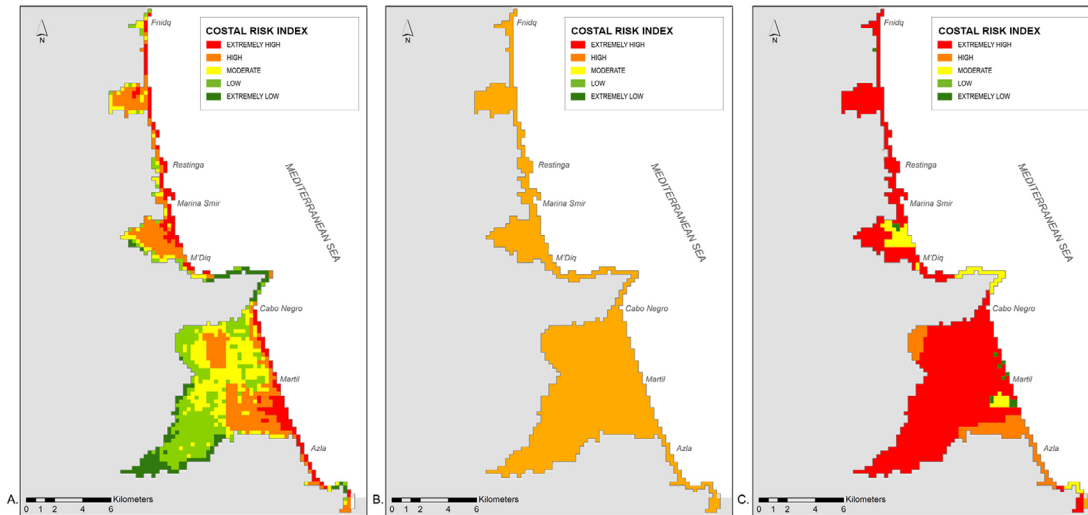 N
Fnidq
COSTAL RISK INDEX
EXTREMELY HIGH
HIGH
MODERATE
LOW
EXTREMELY LOW
Restinga
Marina Smir
MEDITERRANEAN SEA
M'Diq
Cabo Negro
Martil
Azla
A.
Kilometers
0 1 2 4 6
N
Fnidq
COSTAL RISK INDEX
EXTREMELY HIGH
HIGH
MODERATE
LOW
EXTREMELY LOW
Restinga
Marina Smir
MEDITERRANEAN SEA
M'Diq
Cabo Negro
Martil
Azla
B.
Kilometers
0 1 2 4 6
N
Fnidq
COSTAL RISK INDEX
EXTREMELY HIGH
HIGH
MODERATE
LOW
EXTREMELY LOW
Restinga
Marina Smir
MEDITERRANEAN SEA
M'Diq
Cabo Negro
Martil
Azla
C.
Kilometers
0 1 2 4 6